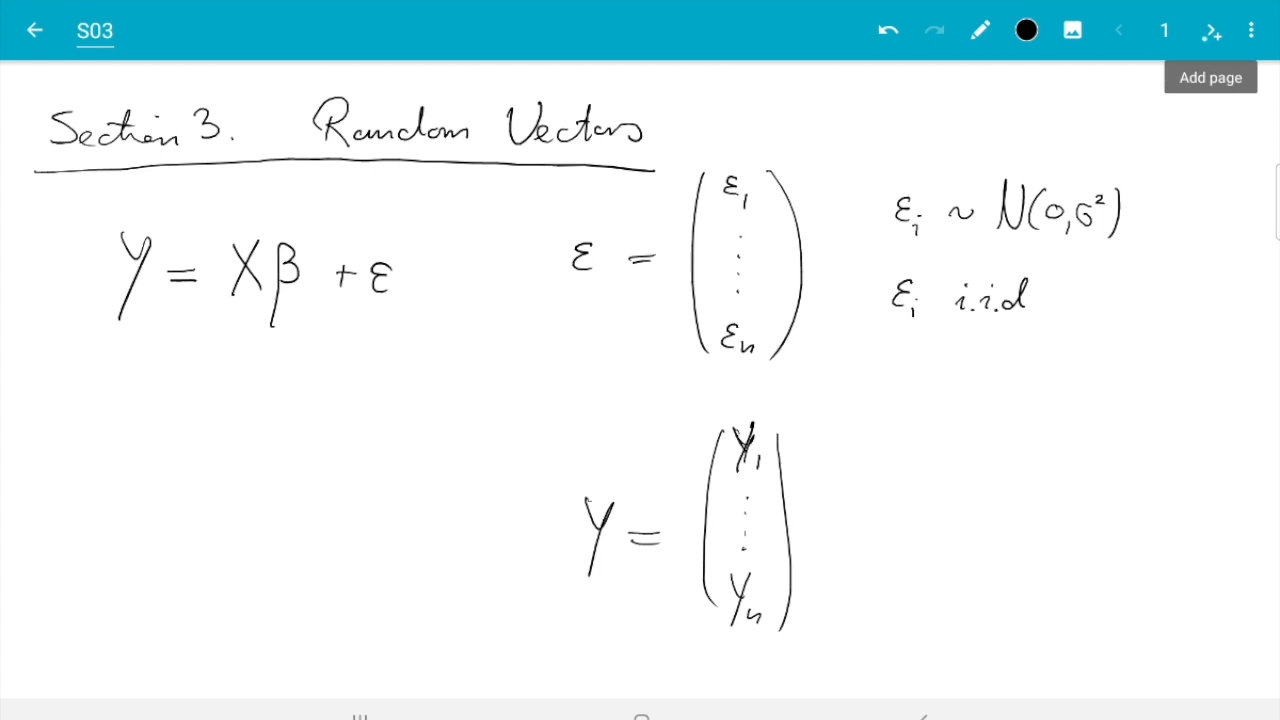 S03
1
Add page
Section 3. Random Vectors
Y = Xβ + ε
ε = (ε₁ ⋮ εₙ)
εᵢ ~ N(0,σ²)
εᵢ i.i.d
Y = (Y₁ ⋮ Yₙ)